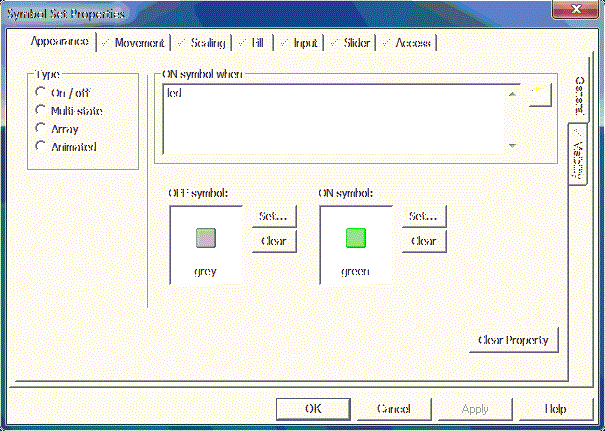 Symbol Set Properties
Appearance Movement Scaling Fill Input Slider Access
General
Visibility
Type
On / off
Multi-state
Array
Animated
ON symbol when
led
OFF symbol:
grey
Set...
Clear
ON symbol:
green
Set...
Clear
Clear Property
OK Cancel Apply Help